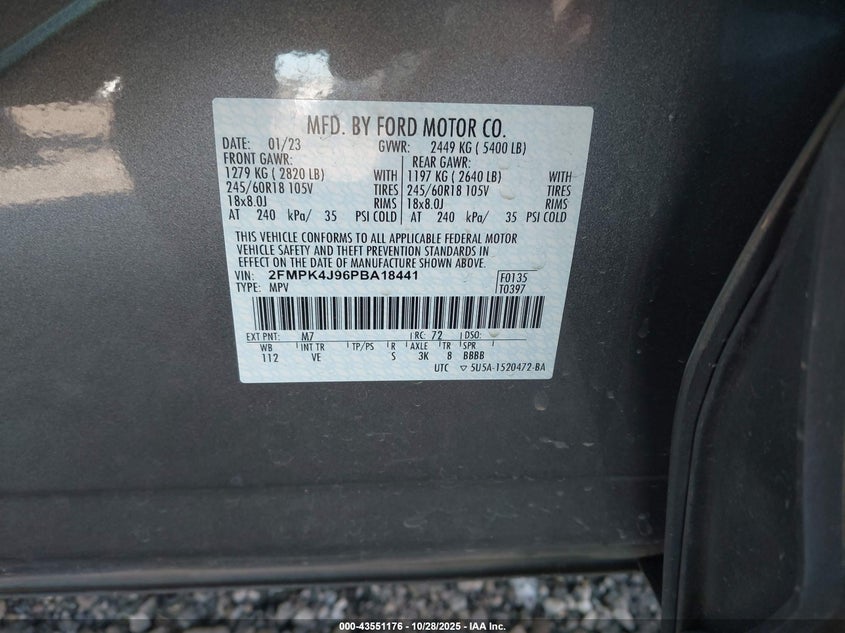 MFD. BY FORD MOTOR CO.
DATE: 01/23 GVWR: 2449 KG ( 5400 LB)
FRONT GAWR: REAR GAWR:
1279 KG ( 2820 LB) WITH 1197 KG ( 2640 LB) WITH
245/60R18 105V TIRES 245/60R18 105V TIRES
18x8.0J RIMS 18x8.0J RIMS
AT 240 kPa/ 35 PSI COLD AT 240 kPa/ 35 PSI COLD
THIS VEHICLE CONFORMS TO ALL APPLICABLE FEDERAL MOTOR
VEHICLE SAFETY AND THEFT PREVENTION STANDARDS IN
EFFECT ON THE DATE OF MANUFACTURE SHOWN ABOVE.
VIN: 2FMPK4J96PBA18441 F0135
TYPE: MPV T0397
EXT PNT: M7 RC: 72 DSO:
WB INT TR TP/PS R AXLE TR SPR
112 VE S 3K 8 BBBB
UTC ▽ 5U5A-1520472-BA
000-43551176 • 10/28/2025 • IAA Inc.